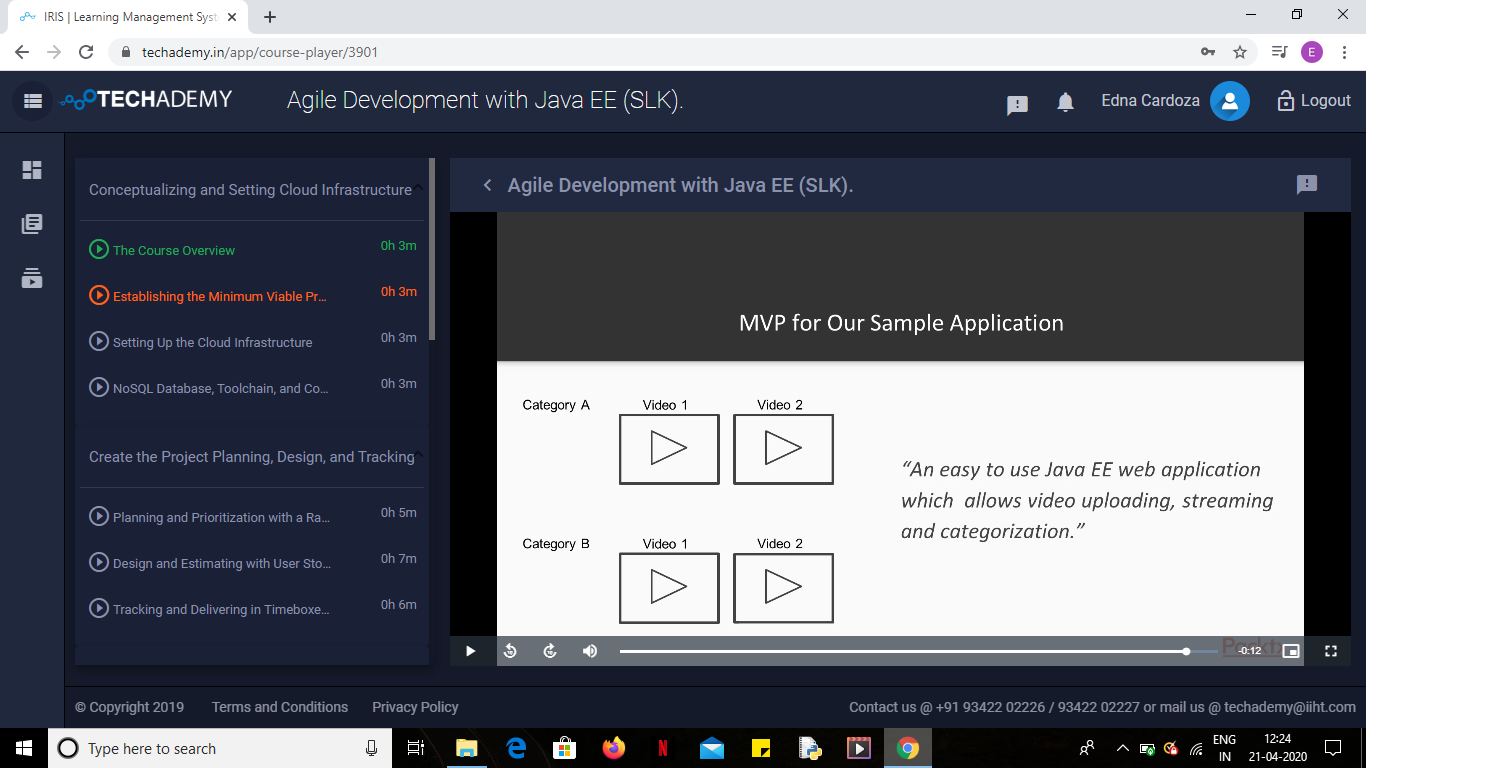 IRIS | Learning Management Syst
techademy.in/app/course-player/3901
E
TECHADEMY
Agile Development with Java EE (SLK).
Edna Cardoza
Logout
Conceptualizing and Setting Cloud Infrastructure
The Course Overview 0h 3m
Establishing the Minimum Viable Pr... 0h 3m
Setting Up the Cloud Infrastructure 0h 3m
NoSQL Database, Toolchain, and Co... 0h 3m
Create the Project Planning, Design, and Tracking
Planning and Prioritization with a Ra... 0h 5m
Design and Estimating with User Sto... 0h 7m
Tracking and Delivering in Timeboxe... 0h 6m
Agile Development with Java EE (SLK).
MVP for Our Sample Application
Category A
Video 1
Video 2
Category B
Video 1
Video 2
“An easy to use Java EE web application
which allows video uploading, streaming
and categorization.”
-0:12
© Copyright 2019
Terms and Conditions
Privacy Policy
Contact us @ +91 93422 02226 / 93422 02227 or mail us @ techademy@iiht.com
Type here to search
ENG
IN
12:24
21-04-2020